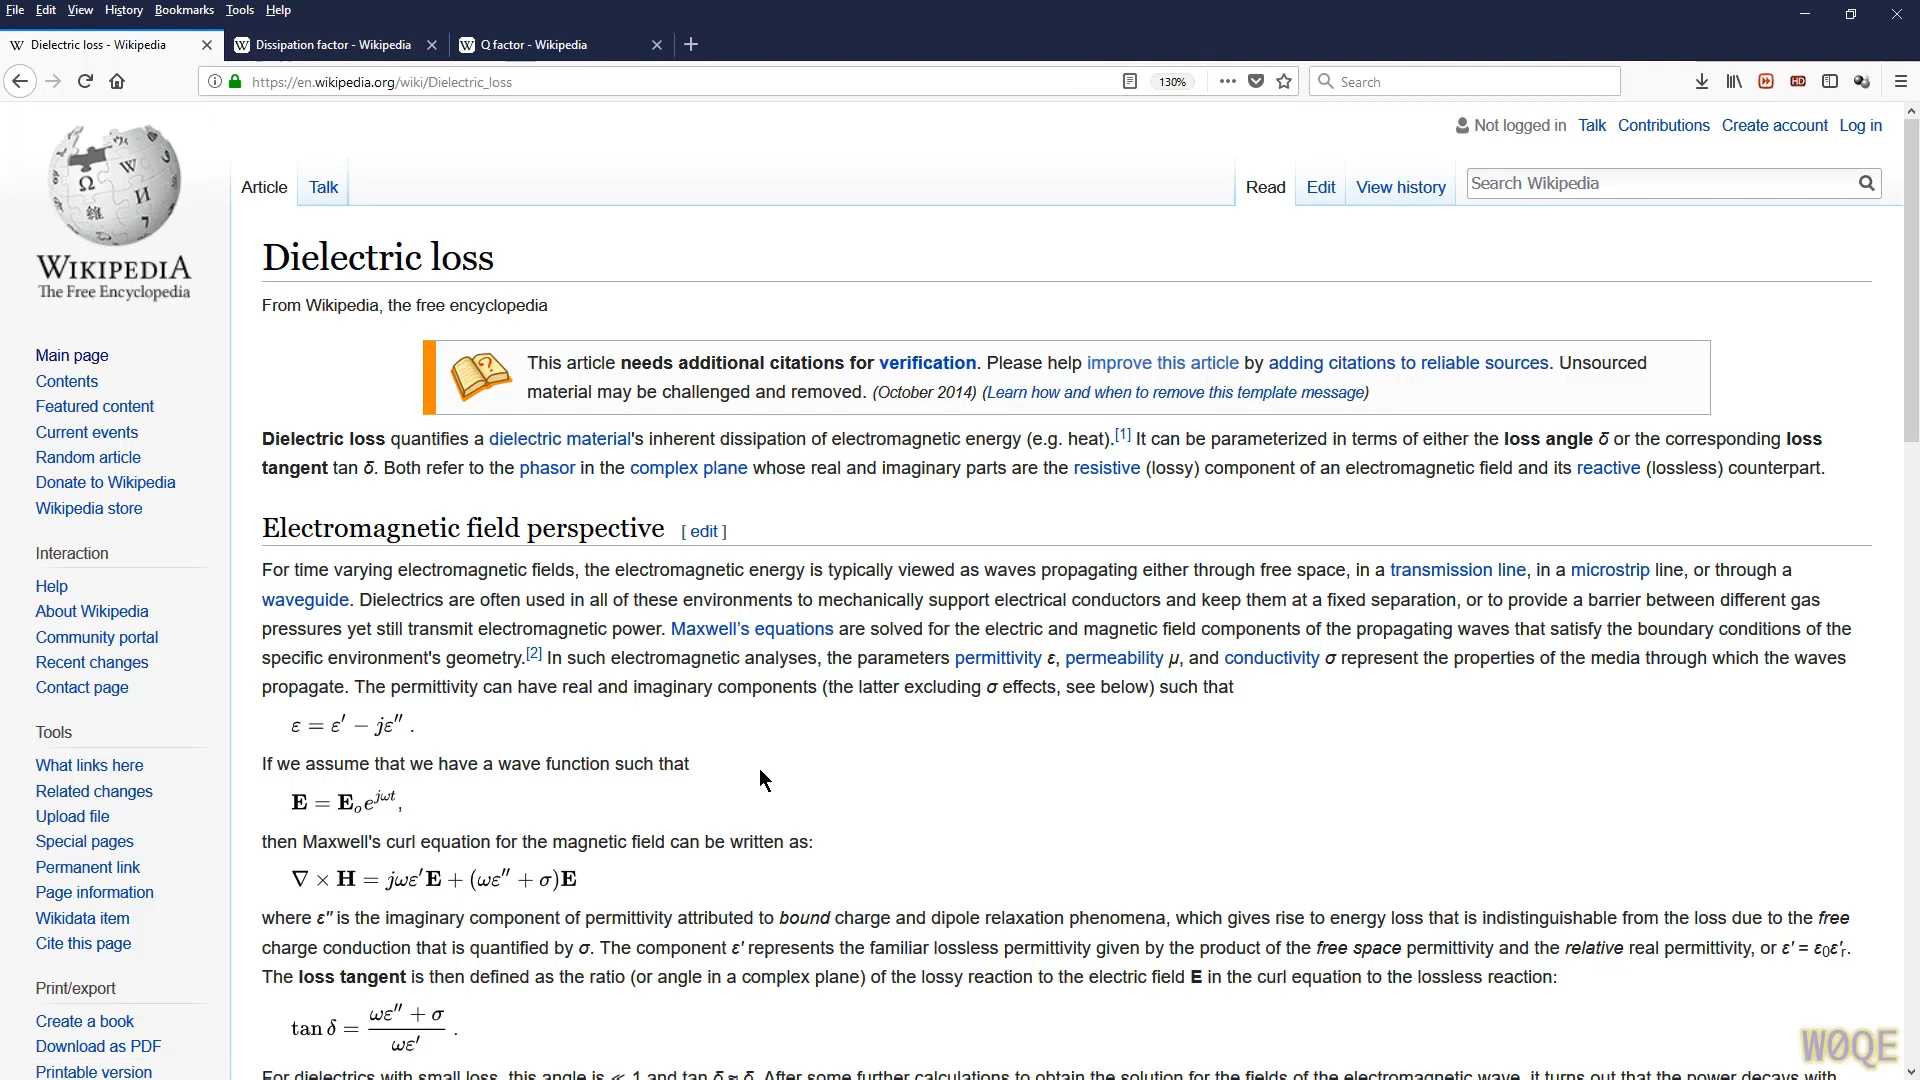 File Edit View History Bookmarks Tools Help
Dielectric loss - Wikipedia
Dissipation factor - Wikipedia
Q factor - Wikipedia
https://en.wikipedia.org/wiki/Dielectric_loss
130%
Search
HD
Not logged in Talk Contributions Create account Log in
Article Talk
Read Edit View history
Search Wikipedia
WIKIPEDIA
The Free Encyclopedia
Main page
Contents
Featured content
Current events
Random article
Donate to Wikipedia
Wikipedia store
Interaction
Help
About Wikipedia
Community portal
Recent changes
Contact page
Tools
What links here
Related changes
Upload file
Special pages
Permanent link
Page information
Wikidata item
Cite this page
Print/export
Create a book
Download as PDF
Printable version
Dielectric loss
From Wikipedia, the free encyclopedia
This article needs additional citations for verification. Please help improve this article by adding citations to reliable sources. Unsourced
material may be challenged and removed. (October 2014) (Learn how and when to remove this template message)
Dielectric loss quantifies a dielectric material's inherent dissipation of electromagnetic energy (e.g. heat).[1] It can be parameterized in terms of either the loss angle δ or the corresponding loss
tangent tan δ. Both refer to the phasor in the complex plane whose real and imaginary parts are the resistive (lossy) component of an electromagnetic field and its reactive (lossless) counterpart.
Electromagnetic field perspective [ edit ]
For time varying electromagnetic fields, the electromagnetic energy is typically viewed as waves propagating either through free space, in a transmission line, in a microstrip line, or through a
waveguide. Dielectrics are often used in all of these environments to mechanically support electrical conductors and keep them at a fixed separation, or to provide a barrier between different gas
pressures yet still transmit electromagnetic power. Maxwell's equations are solved for the electric and magnetic field components of the propagating waves that satisfy the boundary conditions of the
specific environment's geometry.[2] In such electromagnetic analyses, the parameters permittivity ε, permeability μ, and conductivity σ represent the properties of the media through which the waves
propagate. The permittivity can have real and imaginary components (the latter excluding σ effects, see below) such that
ε = ε′ − jε″ .
If we assume that we have a wave function such that
E = E₀e^{jωt},
then Maxwell's curl equation for the magnetic field can be written as:
∇ × H = jωε′E + (ωε″ + σ)E
where ε″ is the imaginary component of permittivity attributed to bound charge and dipole relaxation phenomena, which gives rise to energy loss that is indistinguishable from the loss due to the free
charge conduction that is quantified by σ. The component ε′ represents the familiar lossless permittivity given by the product of the free space permittivity and the relative real permittivity, or ε′ = ε₀ε′r.
The loss tangent is then defined as the ratio (or angle in a complex plane) of the lossy reaction to the electric field E in the curl equation to the lossless reaction:
tan δ = (ωε″ + σ) / (ωε′) .
For dielectrics with small loss, this angle is ≪ 1 and tan δ ≈ δ. After some further calculations to obtain the solution for the fields of the electromagnetic wave, it turns out that the power decays with
W0QE